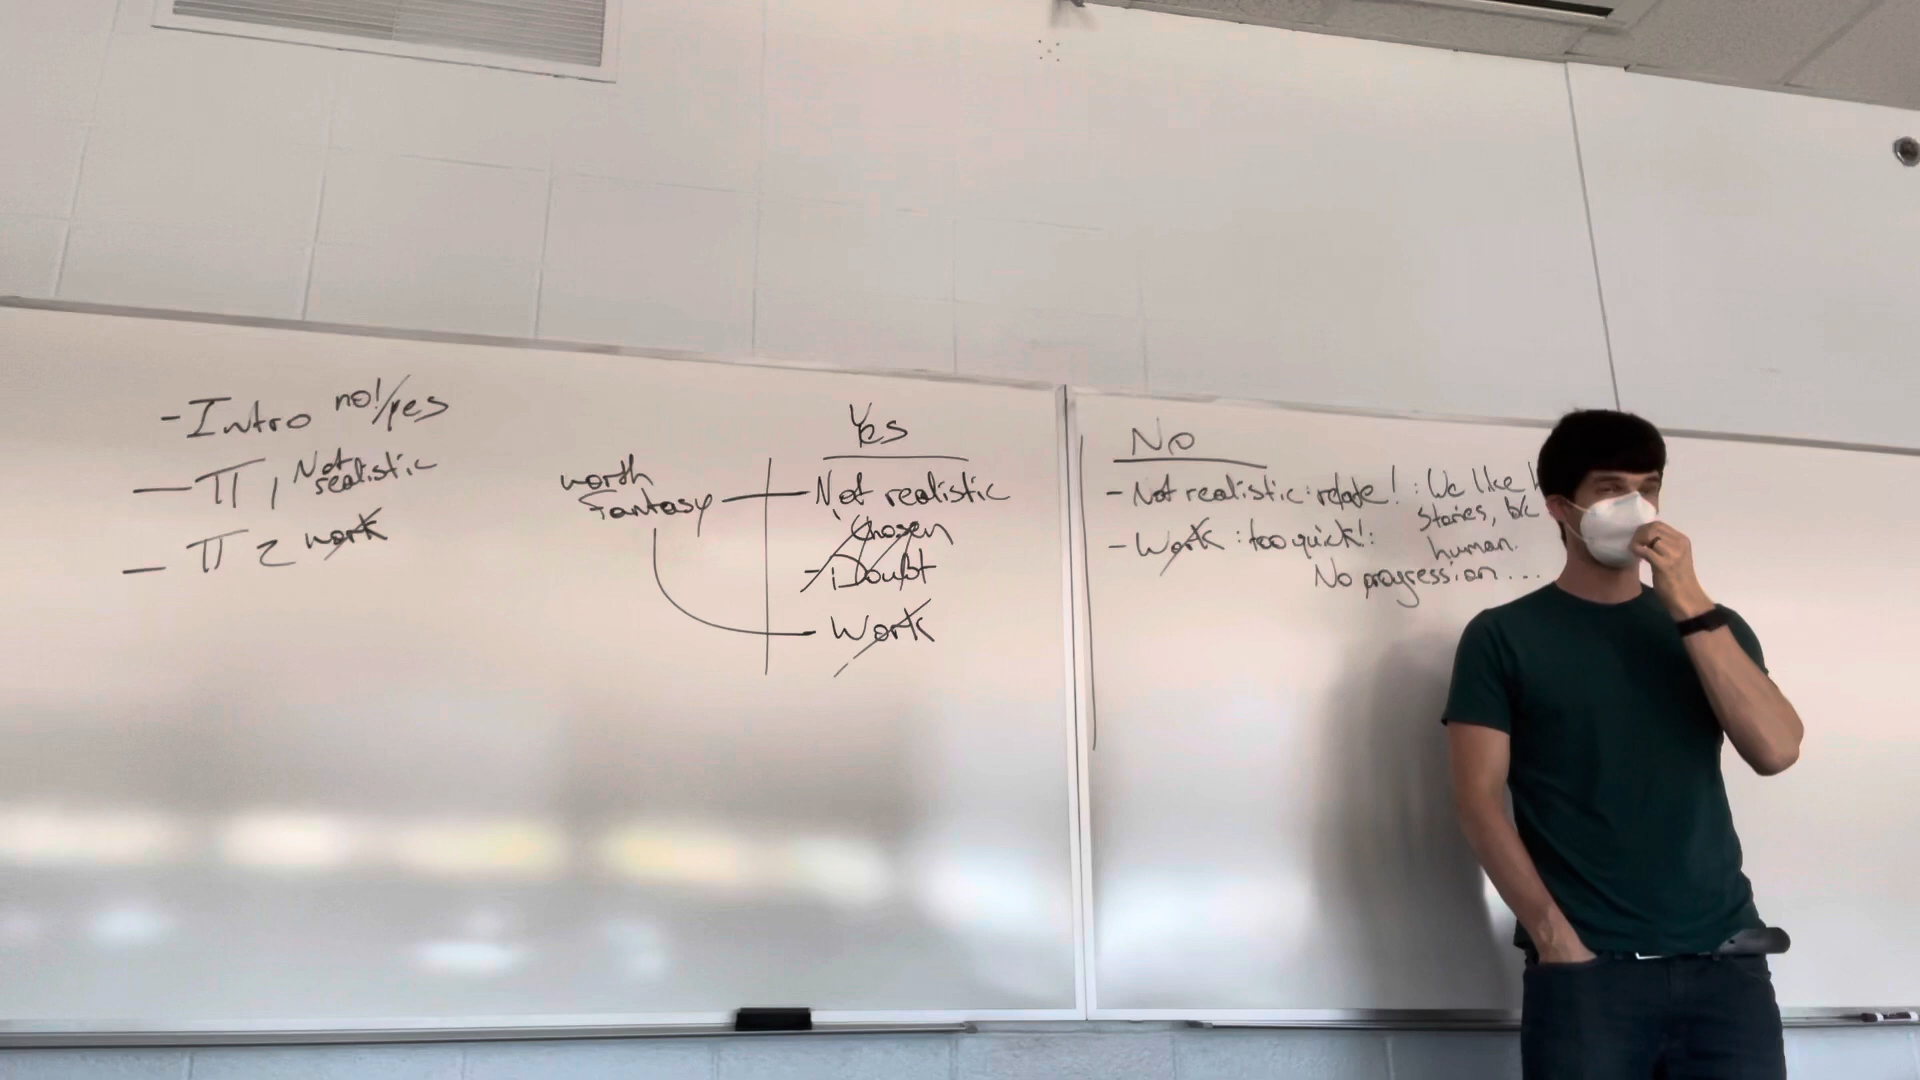 - Intro no!/yes
— π 1 Not realistic
— π 2 work
worth fantasy
Yes
Not realistic
Chosen
- Doubt
Work
No
- Not realistic: relate! : We like
stories, b/c
human.
- Work : too quick! :
No progression...